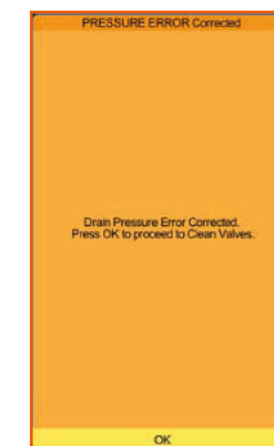 PRESSURE ERROR Corrected
Drain Pressure Error Corrected.
Press OK to proceed to Clean Valves.
OK